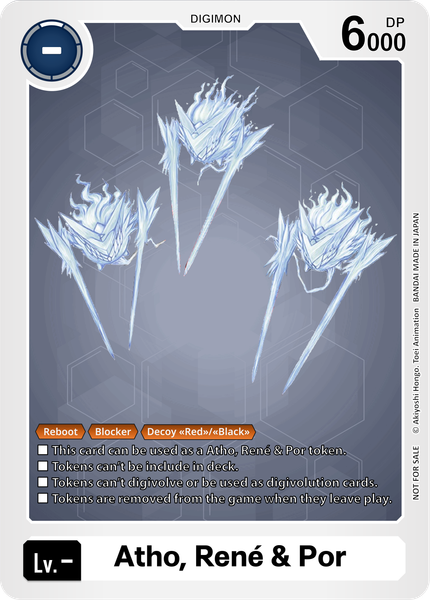 DIGIMON
-
DP
6000
Reboot Blocker Decoy «Red»/«Black»
This card can be used as a Atho, René & Por token.
Tokens can't be include in deck.
Tokens can't digivolve or be used as digivolution cards.
Tokens are removed from the game when they leave play.
© Akiyoshi Hongo. Toei Animation BANDAI MADE IN JAPAN
NOT FOR SALE
Lv.-
Atho, René & Por